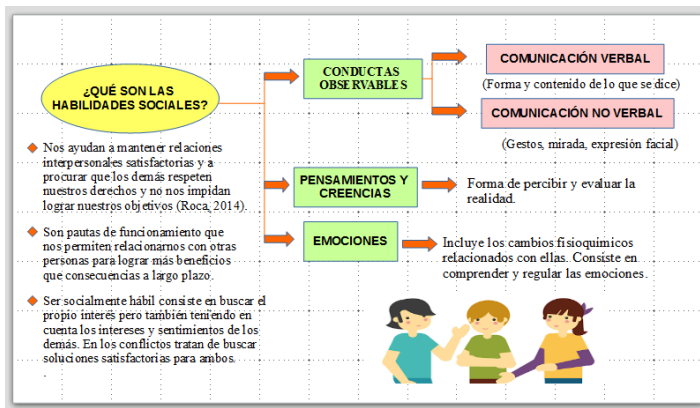 ¿QUÉ SON LAS
HABILIDADES SOCIALES?
Nos ayudan a mantener relaciones
interpersonales satisfactorias y a
procurar que los demás respeten
nuestros derechos y no nos impidan
lograr nuestros objetivos (Roca, 2014).
Son pautas de funcionamiento que
nos permiten relacionarnos con otras
personas para lograr más beneficios
que consecuencias a largo plazo.
Ser socialmente hábil consiste en buscar el
propio interés pero también teniendo en
cuenta los intereses y sentimientos de los
demás. En los conflictos tratan de buscar
soluciones satisfactorias para ambos.
.
CONDUCTAS
OBSERVABLES
COMUNICACIÓN VERBAL
(Forma y contenido de lo que se dice)
COMUNICACIÓN NO VERBAL
(Gestos, mirada, expresión facial)
PENSAMIENTOS Y
CREENCIAS
Forma de percibir y evaluar la
realidad.
EMOCIONES
Incluye los cambios fisioquímicos
relacionados con ellas. Consiste en
comprender y regular las emociones.